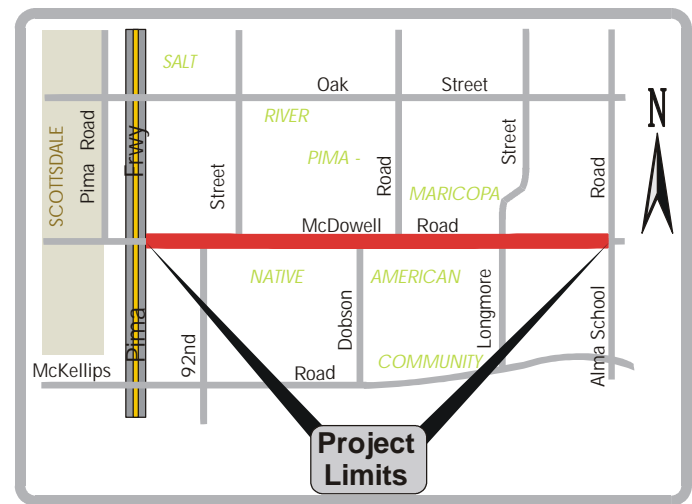 SALT
Oak Street
RIVER
N
SCOTTSDALE
Pima Road
Frwy
Street
PIMA -
Road
Street
MARICOPA
Road
McDowell Road
NATIVE
AMERICAN
Pima
92nd
Dobson
Longmore
Alma School
COMMUNITY
McKellips Road
Project
Limits